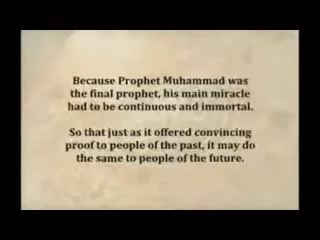 Because Prophet Muhammad was
the final prophet, his main miracle
had to be continuous and immortal.
So that just as it offered convincing
proof to people of the past, it may do
the same to people of the future.